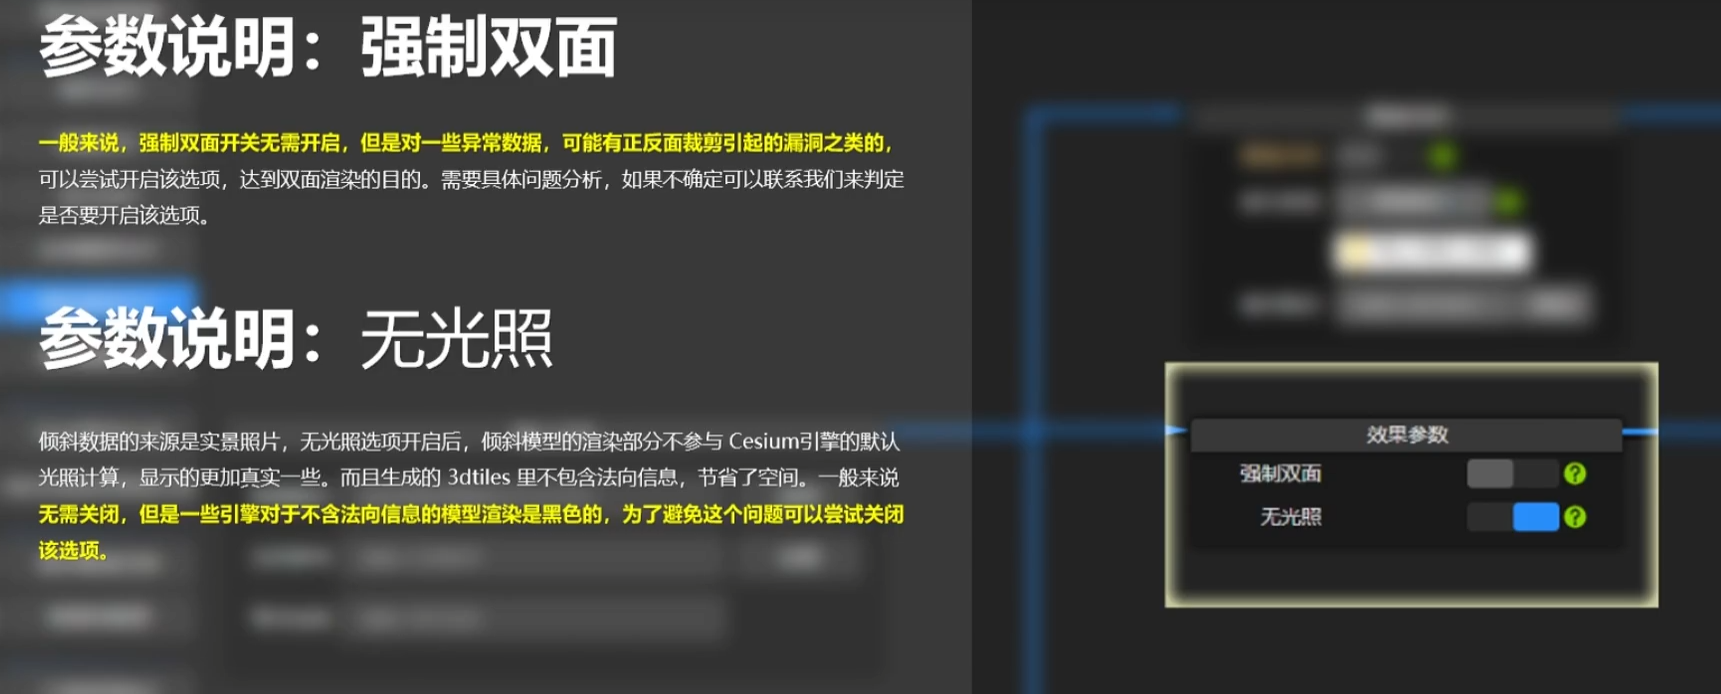 参数说明：强制双面
一般来说，强制双面开关无需开启，但是对一些异常数据，可能有正反面裁剪引起的漏洞之类的，
可以尝试开启该选项，达到双面渲染的目的。需要具体问题分析，如果不确定可以联系我们来判定
是否要开启该选项。
参数说明：无光照
倾斜数据的来源是实景照片，无光照选项开启后，倾斜模型的渲染部分不参与 Cesium引擎的默认
光照计算，显示的更加真实一些。而且生成的 3dtiles 里不包含法向信息，节省了空间。一般来说
无需关闭，但是一些引擎对于不含法向信息的模型渲染是黑色的，为了避免这个问题可以尝试关闭
该选项。
效果参数
强制双面 ?
无光照 ?